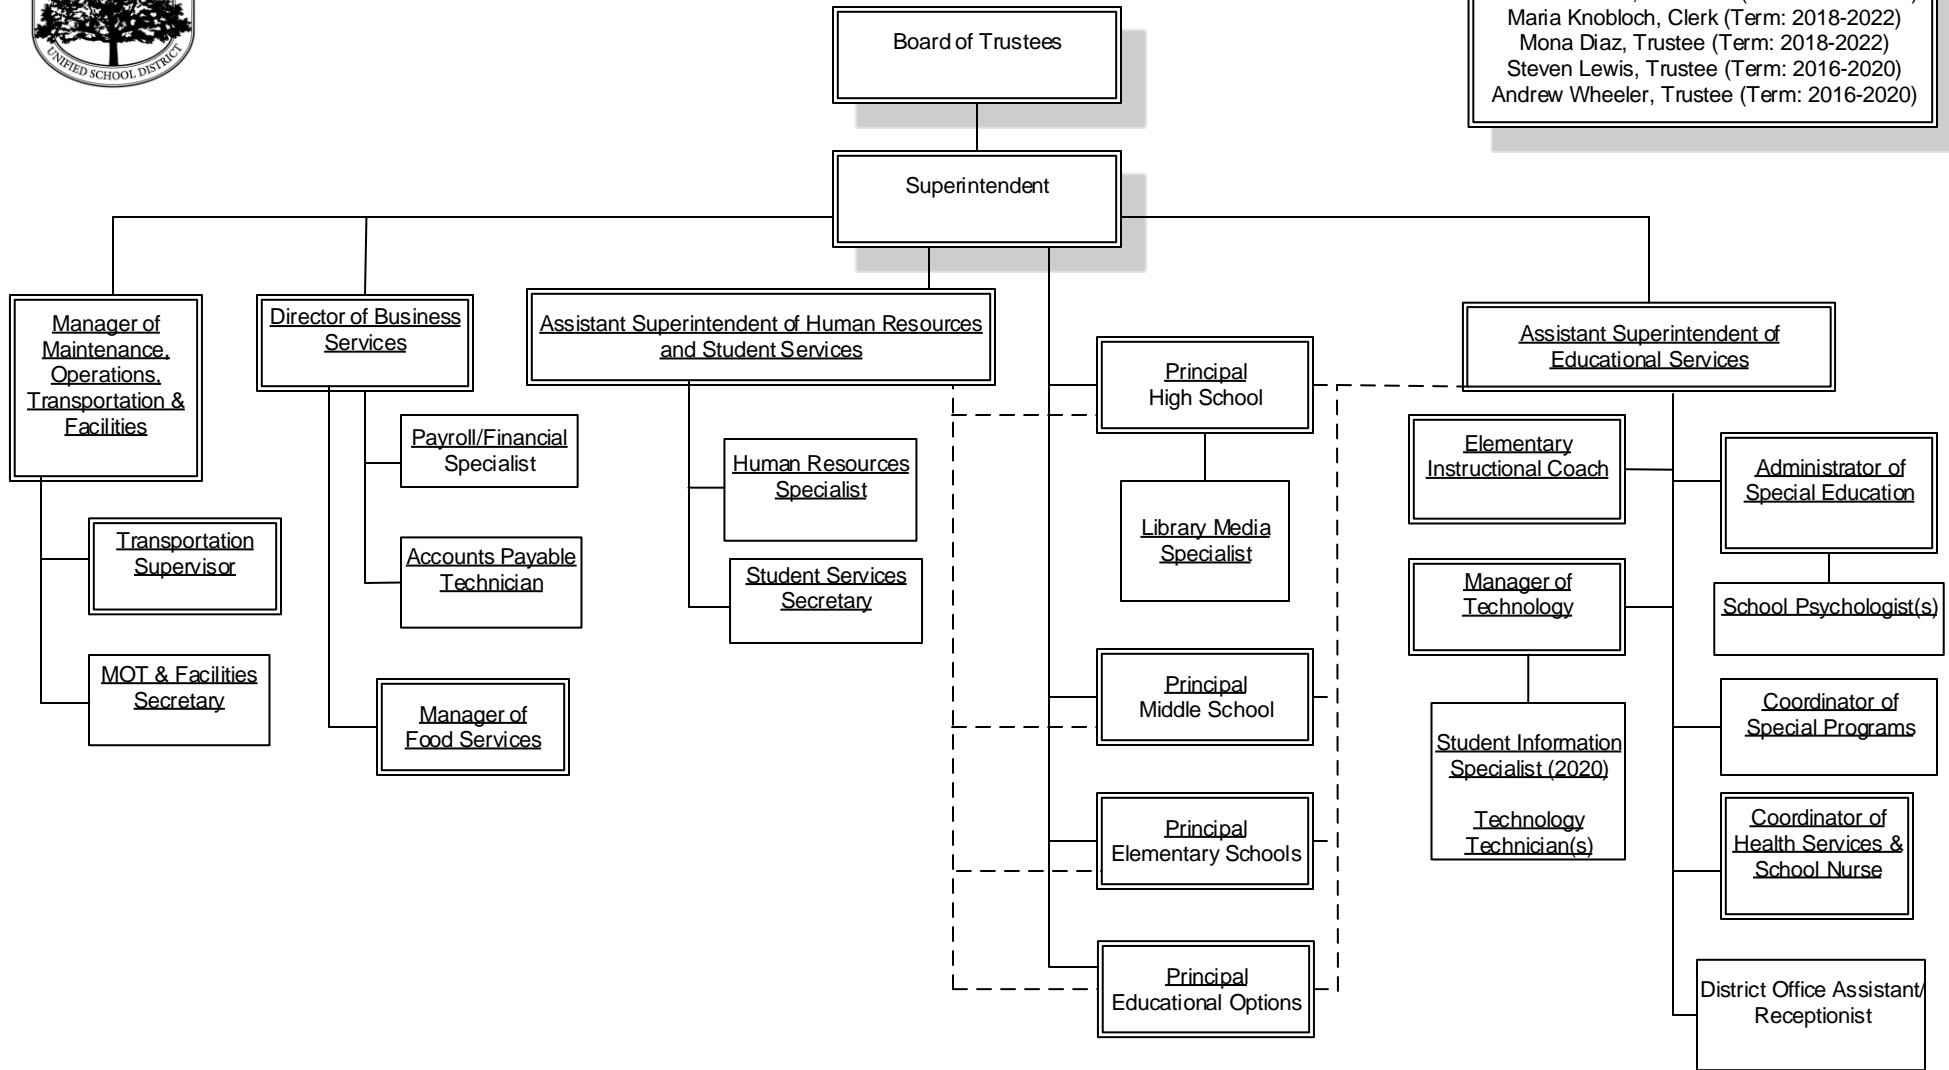 UNIFIED SCHOOL DISTRICT
Board of Trustees
Maria Knobloch, Clerk (Term: 2018-2022)
Mona Diaz, Trustee (Term: 2018-2022)
Steven Lewis, Trustee (Term: 2016-2020)
Andrew Wheeler, Trustee (Term: 2016-2020)
Superintendent
Manager of
Maintenance,
Operations,
Transportation &
Facilities
Transportation
Supervisor
MOT & Facilities
Secretary
Director of Business
Services
Payroll/Financial
Specialist
Accounts Payable
Technician
Manager of
Food Services
Assistant Superintendent of Human Resources
and Student Services
Human Resources
Specialist
Student Services
Secretary
Principal
High School
Library Media
Specialist
Principal
Middle School
Principal
Elementary Schools
Principal
Educational Options
Assistant Superintendent of
Educational Services
Elementary
Instructional Coach
Manager of
Technology
Student Information
Specialist (2020)
Technology
Technician(s)
Administrator of
Special Education
School Psychologist(s)
Coordinator of
Special Programs
Coordinator of
Health Services &
School Nurse
District Office Assistant/
Receptionist